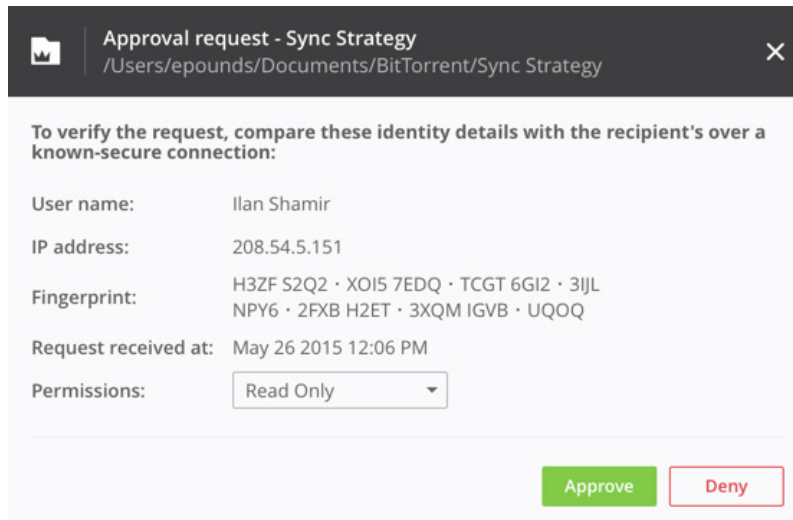 Approval request - Sync Strategy
/Users/epounds/Documents/BitTorrent/Sync Strategy
To verify the request, compare these identity details with the recipient's over a
known-secure connection:
User name: Ilan Shamir
IP address: 208.54.5.151
Fingerprint: H3ZF S2Q2 · XOI5 7EDQ · TCGT 6GI2 · 3IJL
NPY6 · 2FXB H2ET · 3XQM IGVB · UQOQ
Request received at: May 26 2015 12:06 PM
Permissions: Read Only
Approve Deny